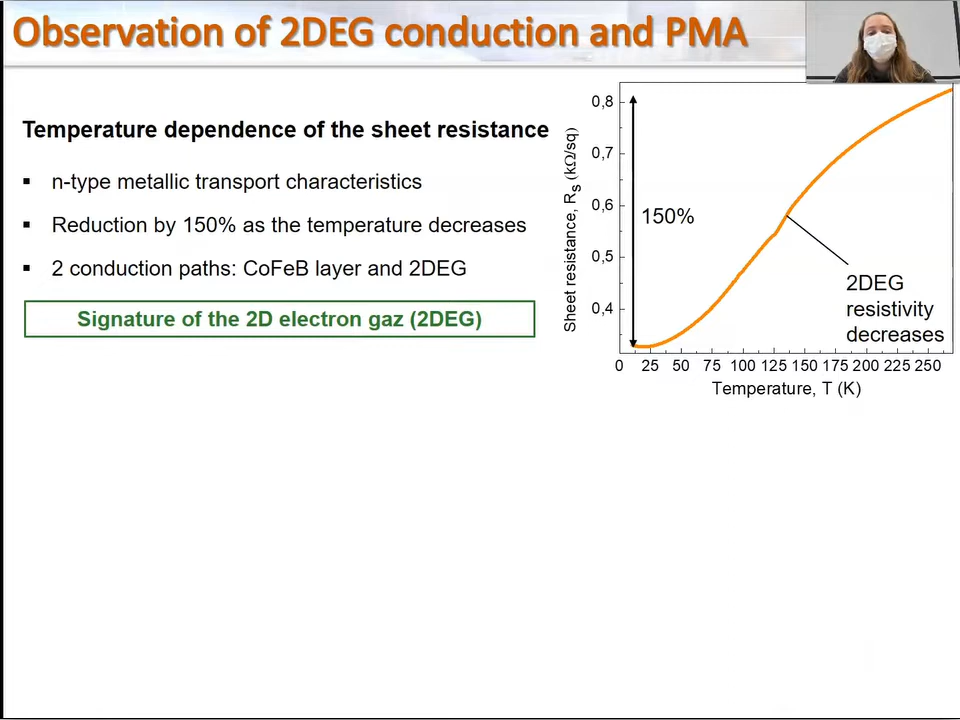 Observation of 2DEG conduction and PMA
Temperature dependence of the sheet resistance
▪ n-type metallic transport characteristics
▪ Reduction by 150% as the temperature decreases
▪ 2 conduction paths: CoFeB layer and 2DEG
Signature of the 2D electron gaz (2DEG)
Sheet resistance, RS (kΩ/sq)
0,8
0,7
0,6
0,5
0,4
150%
2DEG
resistivity
decreases
0 25 50 75 100 125 150 175 200 225 250
Temperature, T (K)